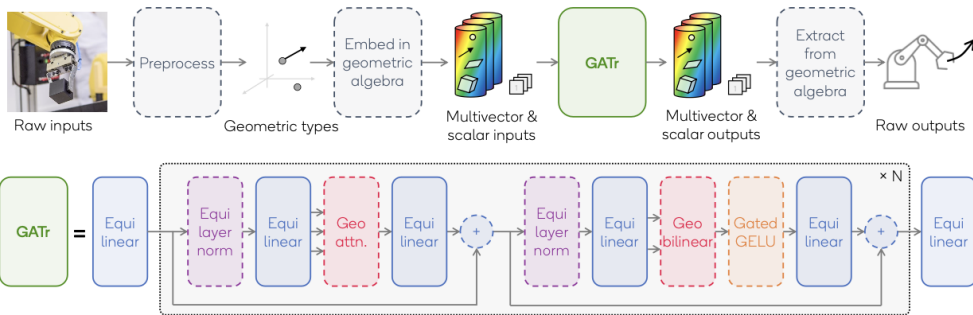 Preprocess
Embed in
geometric
algebra
GATr
Extract
from
geometric
algebra
Raw inputs
Geometric types
Multivector &
scalar inputs
Multivector &
scalar outputs
Raw outputs
× N
GATr
=
Equi
linear
Equi
layer
norm
Equi
linear
Geo
attn.
Equi
linear
+
Equi
layer
norm
Equi
linear
Geo
bilinear
Gated
GELU
Equi
linear
+
Equi
linear